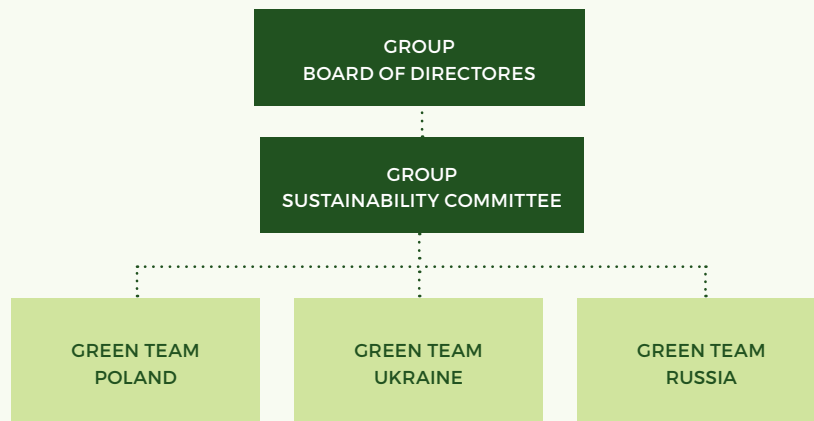 GROUP
BOARD OF DIRECTORES
GROUP
SUSTAINABILITY COMMITTEE
GREEN TEAM
POLAND
GREEN TEAM
UKRAINE
GREEN TEAM
RUSSIA